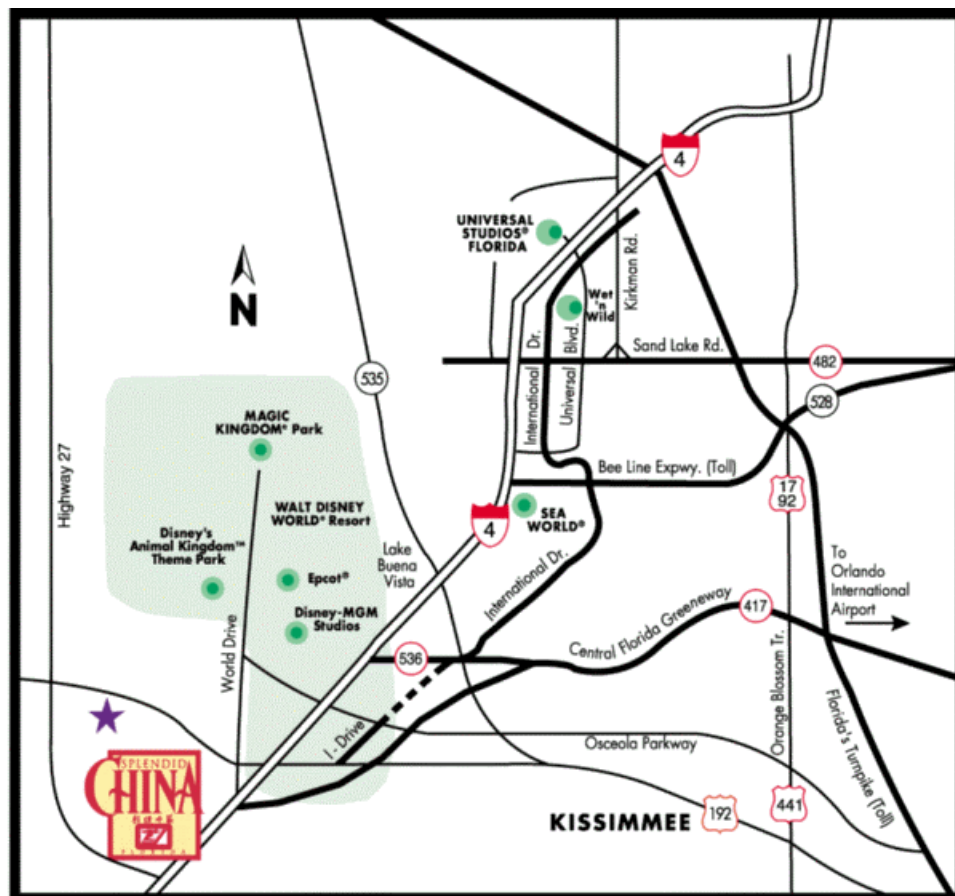 4
UNIVERSAL
STUDIOS®
FLORIDA
Kirkman Rd.
N
Wet
'n
Wild
International Dr.
Universal Blvd.
Sand Lake Rd.
482
535
528
MAGIC
KINGDOM® Park
Highway 27
Bee Line Expwy. (Toll)
17
92
WALT DISNEY
WORLD® Resort
SEA
WORLD®
4
Disney's
Animal Kingdom™
Theme Park
Lake
Buena
Vista
Epcot®
International Dr.
To
Orlando
International
Airport
Disney-MGM
Studios
Central Florida Greeneway
417
536
World Drive
Orange Blossom Tr.
Florida's Turnpike (Toll)
I - Drive
Osceola Parkway
SPLENDID
CHINA
FLORIDA
KISSIMMEE
192
441